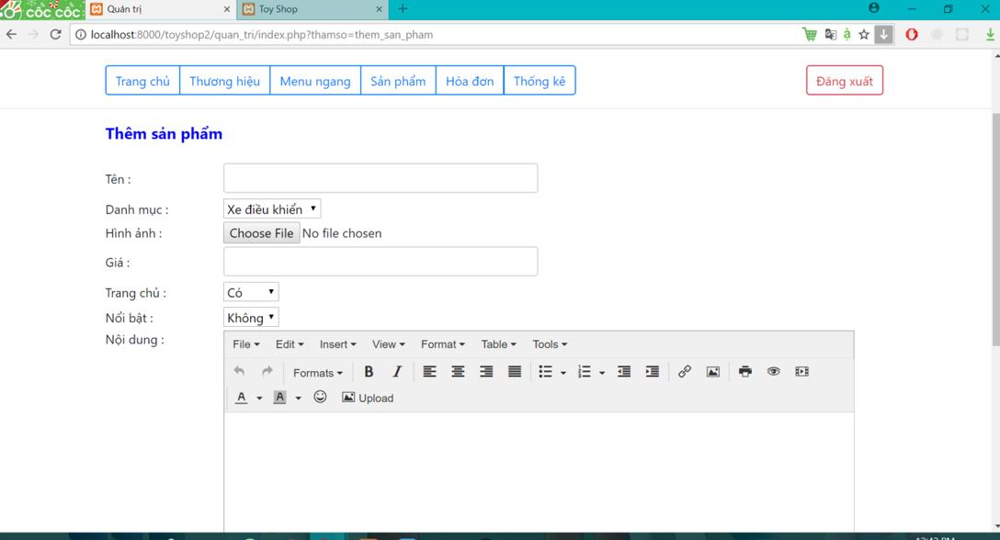 cốc cốc Quản trị Toy Shop
localhost:8000/toyshop2/quan_tri/index.php?thamso=them_san_pham
Trang chủ Thương hiệu Menu ngang Sản phẩm Hóa đơn Thống kê Đăng xuất
Thêm sản phẩm
Tên :
Danh mục : Xe điều khiển
Hình ảnh : Choose File No file chosen
Giá :
Trang chủ : Có
Nổi bật : Không
Nội dung :
File Edit Insert View Format Table Tools
Formats B I
A A Upload